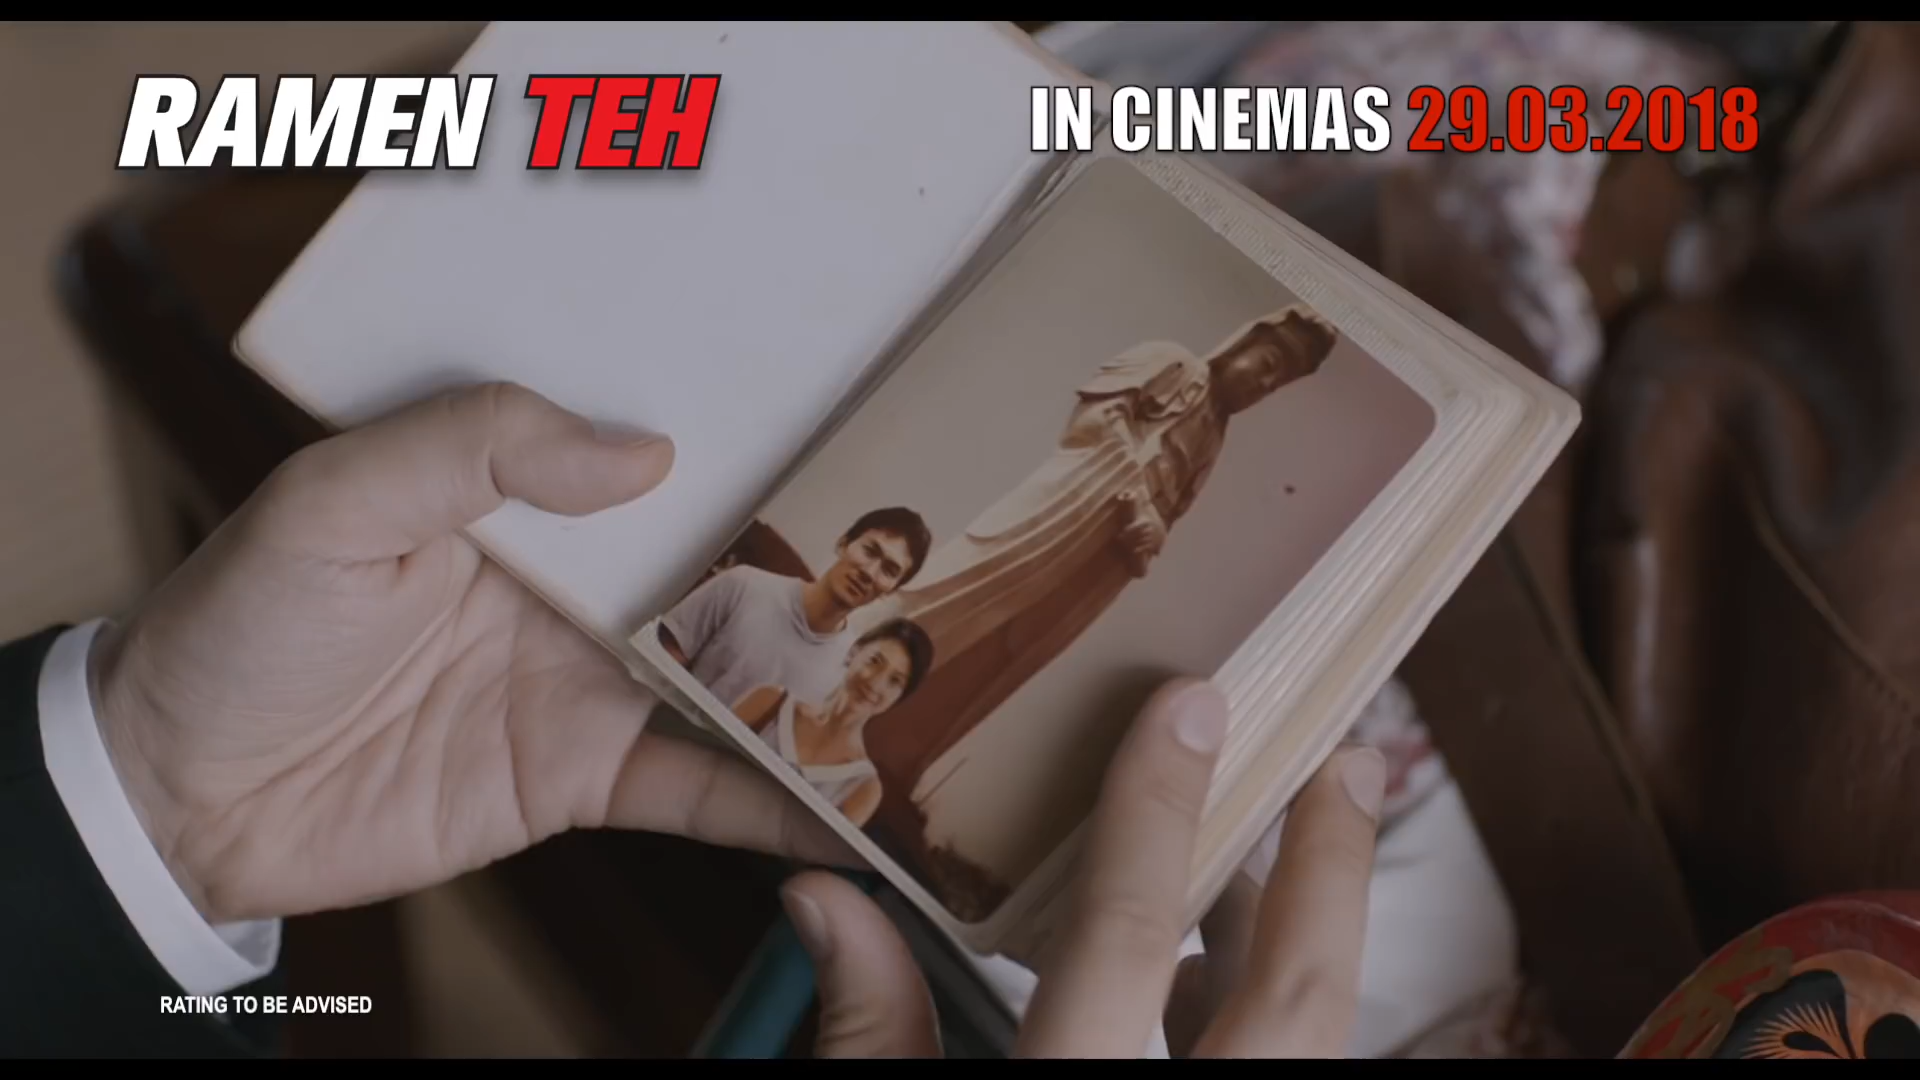 RAMEN TEH
IN CINEMAS 29.03.2018
RATING TO BE ADVISED